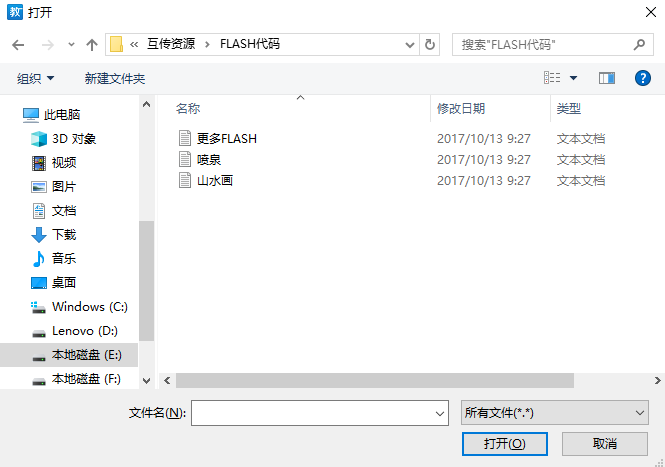 教 打开
« 互传资源 › FLASH代码
搜索"FLASH代码"
组织 新建文件夹
名称 修改日期 类型
此电脑
3D 对象
视频
图片
文档
下载
音乐
桌面
Windows (C:)
Lenovo (D:)
本地磁盘 (E:)
本地磁盘 (F:)
更多FLASH 2017/10/13 9:27 文本文档
喷泉 2017/10/13 9:27 文本文档
山水画 2017/10/13 9:27 文本文档
文件名(N): 所有文件(*.*)
打开(O) 取消